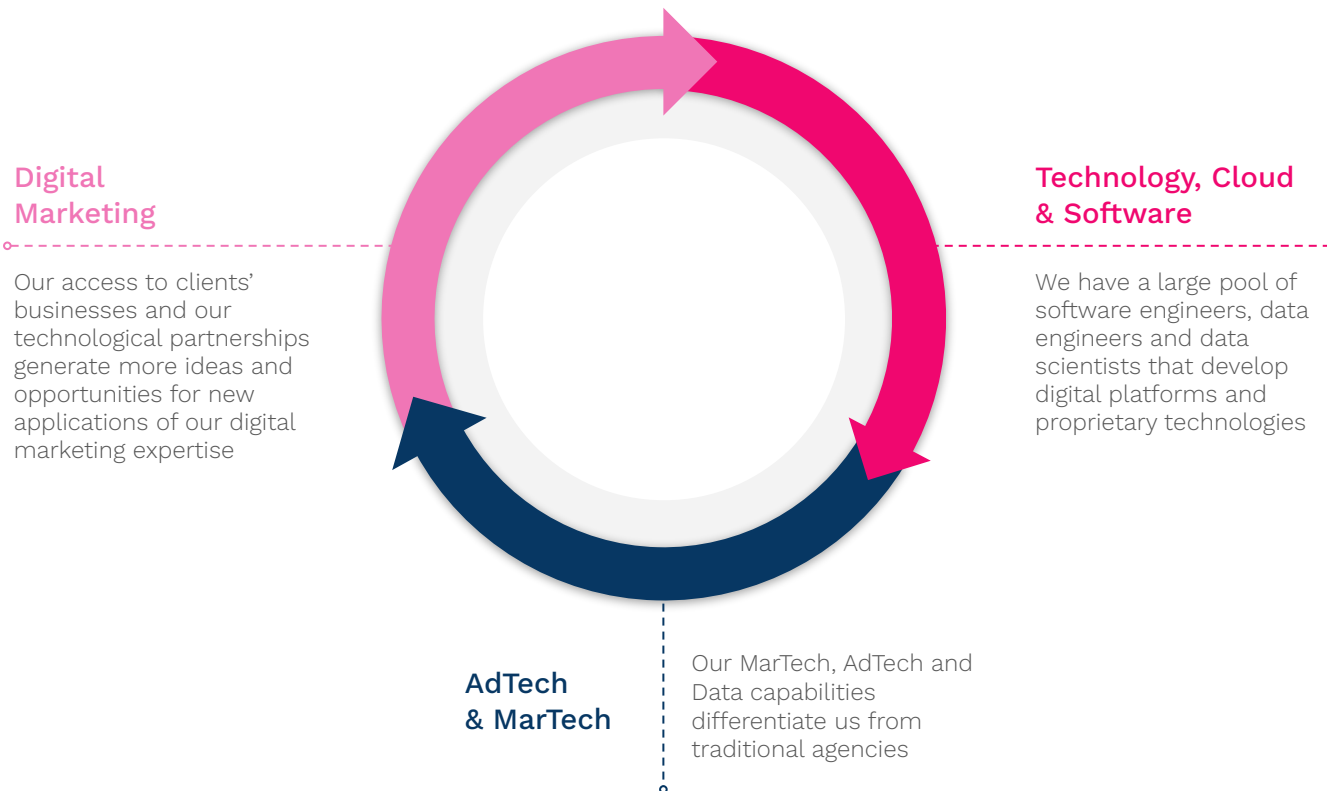 Digital
Marketing
Our access to clients’
businesses and our
technological partnerships
generate more ideas and
opportunities for new
applications of our digital
marketing expertise
Technology, Cloud
& Software
We have a large pool of
software engineers, data
engineers and data
scientists that develop
digital platforms and
proprietary technologies
AdTech
& MarTech
Our MarTech, AdTech and
Data capabilities
differentiate us from
traditional agencies